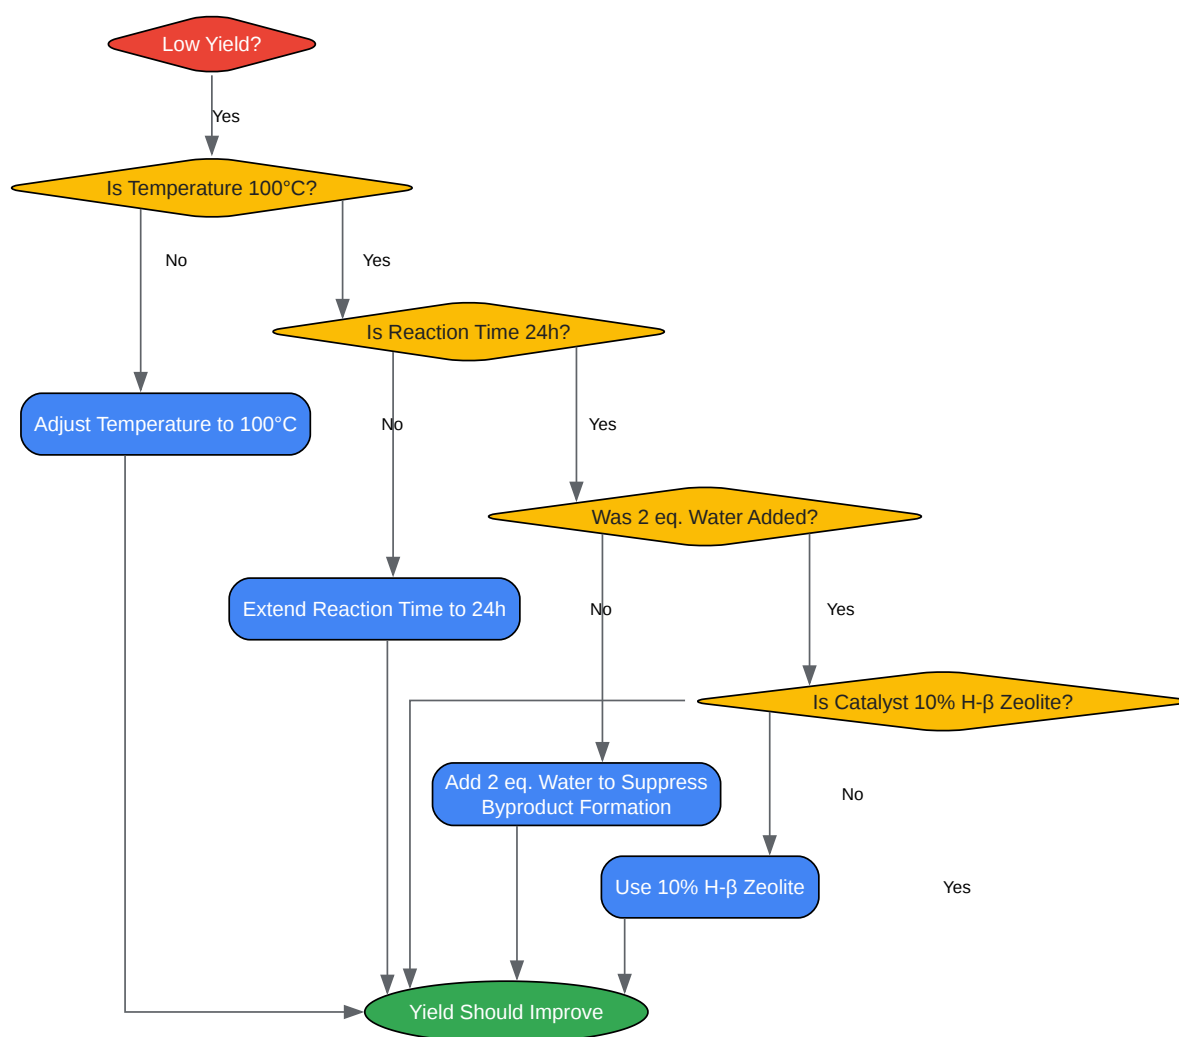 Low Yield?
Yes
Is Temperature 100°C?
No
Yes
Is Reaction Time 24h?
Adjust Temperature to 100°C
No
Yes
Was 2 eq. Water Added?
Extend Reaction Time to 24h
No
Yes
Is Catalyst 10% H-β Zeolite?
Add 2 eq. Water to Suppress
Byproduct Formation
No
Use 10% H-β Zeolite
Yes
Yield Should Improve